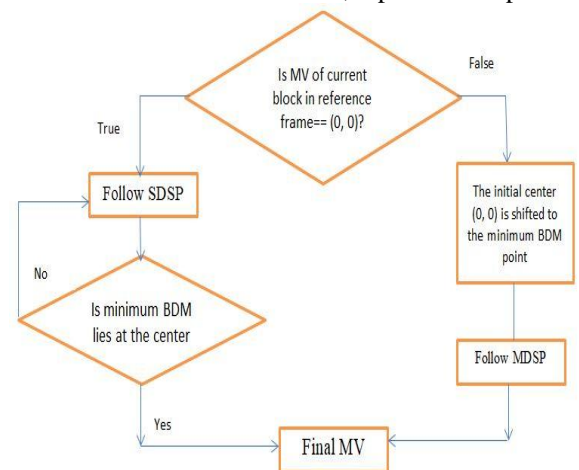 Is MV of current
block in reference
frame== (0, 0)?
False
True
Follow SDSP
The initial center
(0, 0) is shifted to
the minimum BDM
point
No
Is minimum BDM
lies at the center
Follow MDSP
Yes
Final MV